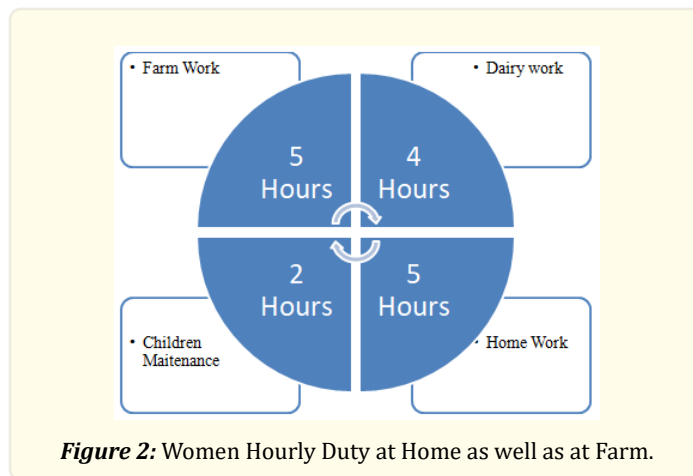 • Farm Work
• Dairy work
5
Hours
4
Hours
2
Hours
5
Hours
• Children
Maitenance
• Home Work
Figure 2: Women Hourly Duty at Home as well as at Farm.